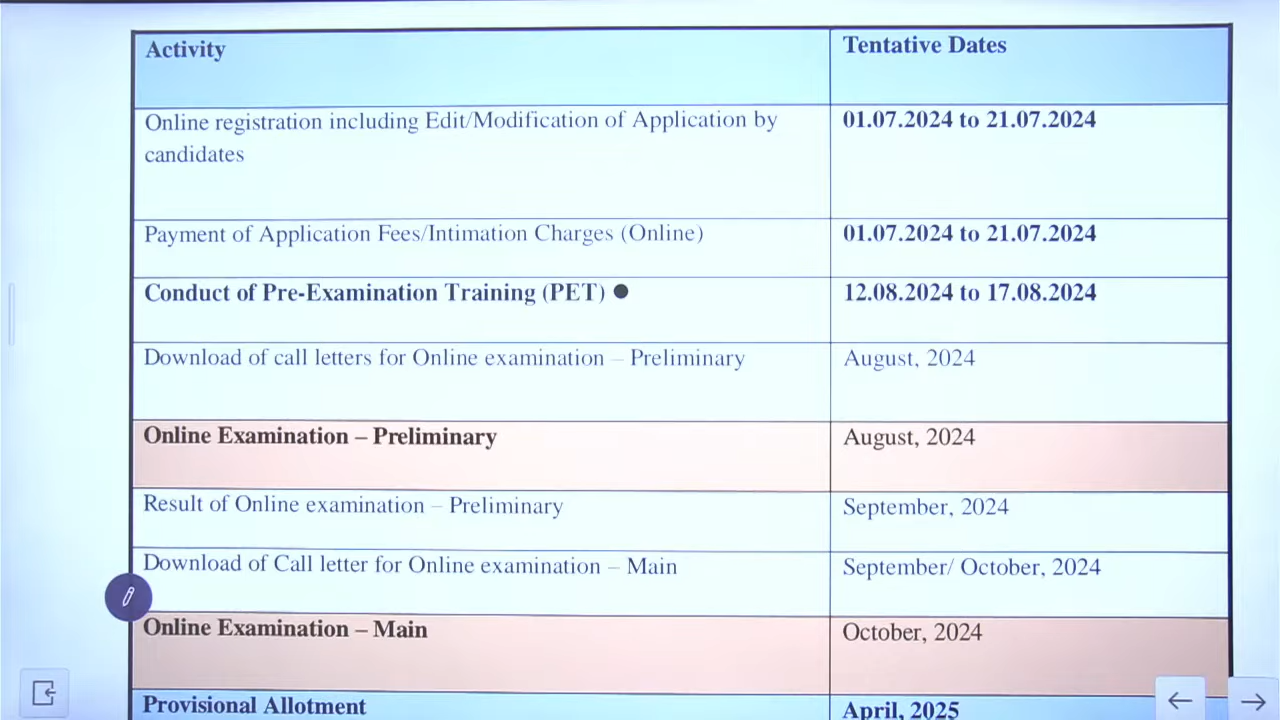 Activity
Tentative Dates
Online registration including Edit/Modification of Application by
candidates
01.07.2024 to 21.07.2024
Payment of Application Fees/Intimation Charges (Online)
01.07.2024 to 21.07.2024
Conduct of Pre-Examination Training (PET)
12.08.2024 to 17.08.2024
Download of call letters for Online examination – Preliminary
August, 2024
Online Examination – Preliminary
August, 2024
Result of Online examination – Preliminary
September, 2024
Download of Call letter for Online examination – Main
September/ October, 2024
Online Examination – Main
October, 2024
Provisional Allotment
April, 2025